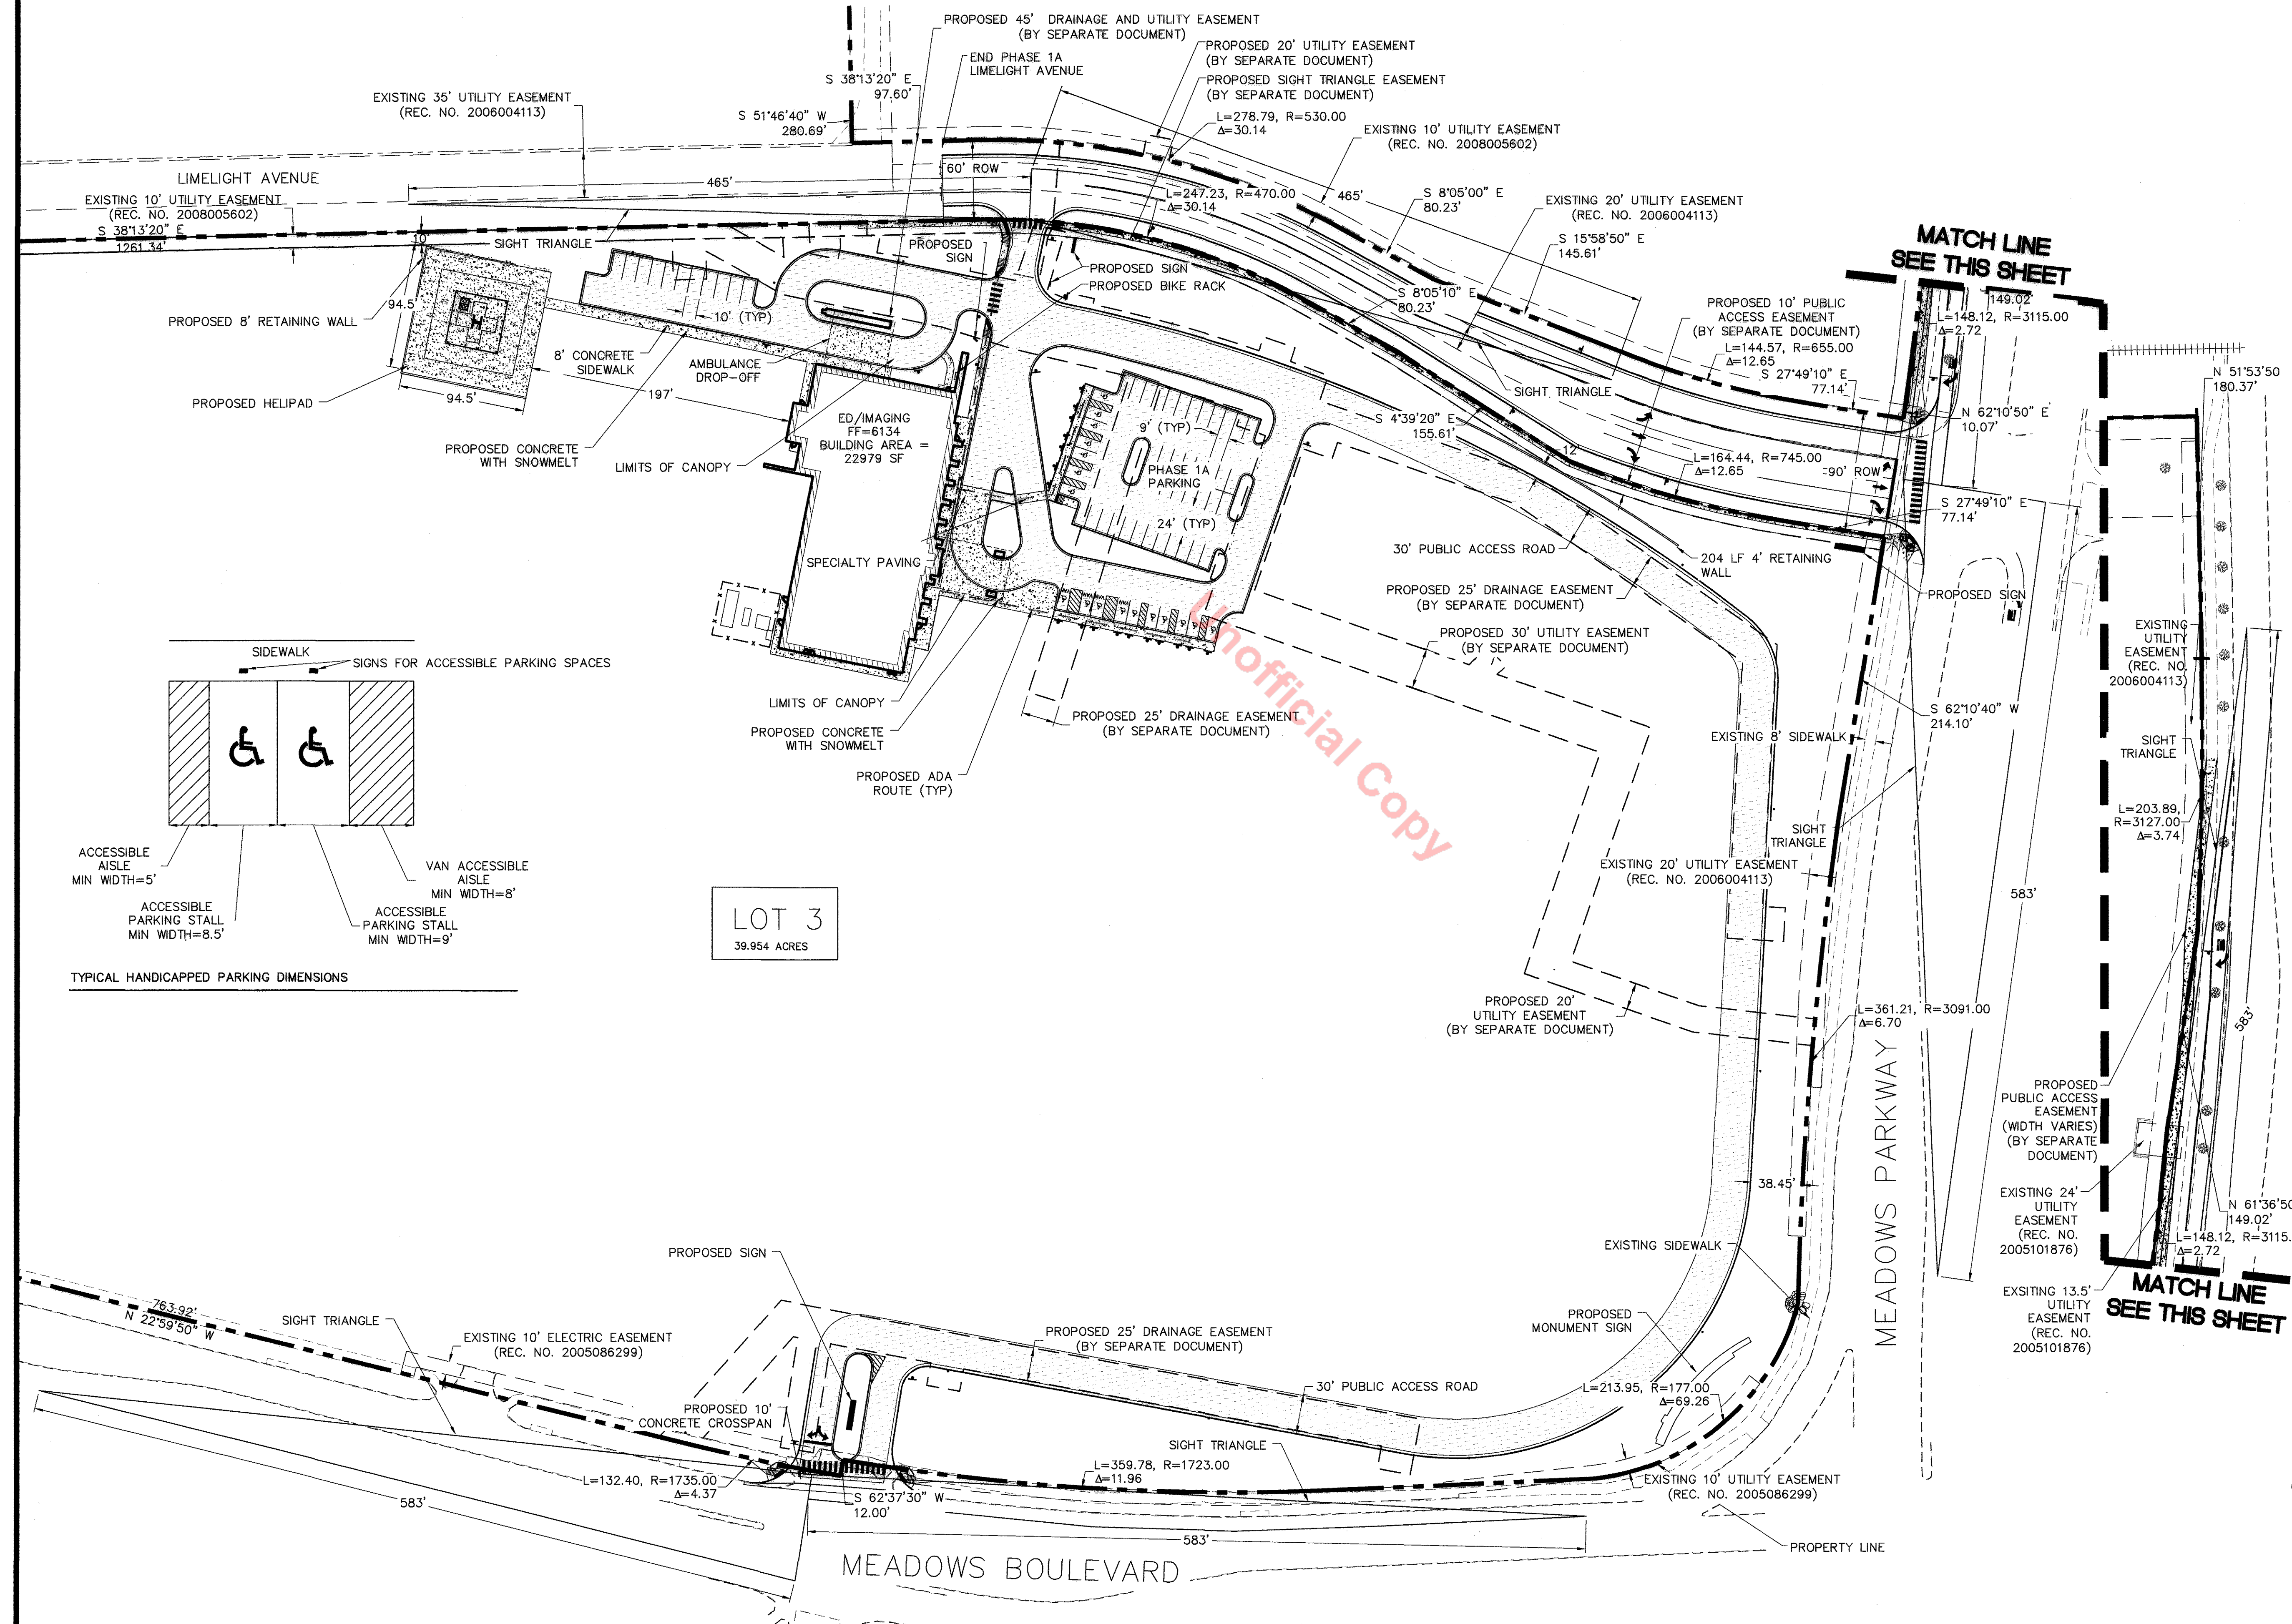 PROPOSED 45' DRAINAGE AND UTILITY EASEMENT
(BY SEPARATE DOCUMENT)
PROPOSED 20' UTILITY EASEMENT
(BY SEPARATE DOCUMENT)
END PHASE 1A
LIMELIGHT AVENUE
PROPOSED SIGHT TRIANGLE EASEMENT
(BY SEPARATE DOCUMENT)
S 38°13'20" E
97.60'
EXISTING 35' UTILITY EASEMENT
(REC. NO. 2006004113)
S 51°46'40" W
280.69'
L=278.79, R=530.00
Δ=30.14
EXISTING 10' UTILITY EASEMENT
(REC. NO. 2008005602)
LIMELIGHT AVENUE
465'
60' ROW
L=247.23, R=470.00
Δ=30.14
465'
S 8°05'00" E
80.23'
EXISTING 20' UTILITY EASEMENT
(REC. NO. 2006004113)
EXISTING 10' UTILITY EASEMENT
(REC. NO. 2008005602)
S 38°13'20" E
1261.34'
10'
SIGHT TRIANGLE
PROPOSED
SIGN
S 15°58'50" E
145.61'
MATCH LINE
SEE THIS SHEET
PROPOSED SIGN
PROPOSED BIKE RACK
S 8°05'10" E
80.23'
PROPOSED 10' PUBLIC
ACCESS EASEMENT
(BY SEPARATE DOCUMENT)
149.02'
L=148.12, R=3115.00
Δ=2.72
94.5'
PROPOSED 8' RETAINING WALL
H
10' (TYP)
L=144.57, R=655.00
Δ=12.65
8' CONCRETE
SIDEWALK
AMBULANCE
DROP-OFF
S 27°49'10" E
77.14'
N 51°53'50
180.37'
PROPOSED HELIPAD
94.5'
197'
SIGHT TRIANGLE
N 62°10'50" E
10.07'
ED/IMAGING
FF=6134
BUILDING AREA =
22979 SF
S 4°39'20" E
155.61'
9' (TYP)
PROPOSED CONCRETE
WITH SNOWMELT
LIMITS OF CANOPY
PHASE 1A
PARKING
12'
L=164.44, R=745.00
Δ=12.65
90' ROW
S 27°49'10" E
77.14'
24' (TYP)
SPECIALTY PAVING
30' PUBLIC ACCESS ROAD
204 LF 4' RETAINING
WALL
PROPOSED 25' DRAINAGE EASEMENT
(BY SEPARATE DOCUMENT)
PROPOSED SIGN
PROPOSED 30' UTILITY EASEMENT
(BY SEPARATE DOCUMENT)
EXISTING
UTILITY
EASEMENT
(REC. NO.
2006004113)
SIDEWALK
SIGNS FOR ACCESSIBLE PARKING SPACES
LIMITS OF CANOPY
PROPOSED 25' DRAINAGE EASEMENT
(BY SEPARATE DOCUMENT)
PROPOSED CONCRETE
WITH SNOWMELT
S 62°10'40" W
214.10'
EXISTING 8' SIDEWALK
SIGHT
TRIANGLE
PROPOSED ADA
ROUTE (TYP)
Unofficial Copy
L=203.89,
R=3127.00
Δ=3.74
SIGHT
TRIANGLE
ACCESSIBLE
AISLE
MIN WIDTH=5'
VAN ACCESSIBLE
AISLE
MIN WIDTH=8'
EXISTING 20' UTILITY EASEMENT
(REC. NO. 2006004113)
583'
ACCESSIBLE
PARKING STALL
MIN WIDTH=8.5'
ACCESSIBLE
PARKING STALL
MIN WIDTH=9'
LOT 3
39.954 ACRES
TYPICAL HANDICAPPED PARKING DIMENSIONS
PROPOSED 20'
UTILITY EASEMENT
(BY SEPARATE DOCUMENT)
L=361.21, R=3091.00
Δ=6.70
583'
MEADOWS PARKWAY
PROPOSED
PUBLIC ACCESS
EASEMENT
(WIDTH VARIES)
(BY SEPARATE
DOCUMENT)
38.45'
EXISTING 24'
UTILITY
EASEMENT
(REC. NO.
2005101876)
N 61°36'50
149.02'
L=148.12, R=3115.
Δ=2.72
PROPOSED SIGN
EXISTING SIDEWALK
MATCH LINE
SEE THIS SHEET
EXSITING 13.5'
UTILITY
EASEMENT
(REC. NO.
2005101876)
763.92'
N 22°59'50" W
SIGHT TRIANGLE
EXISTING 10' ELECTRIC EASEMENT
(REC. NO. 2005086299)
PROPOSED 25' DRAINAGE EASEMENT
(BY SEPARATE DOCUMENT)
PROPOSED
MONUMENT SIGN
30' PUBLIC ACCESS ROAD
L=213.95, R=177.00
Δ=69.26
PROPOSED 10'
CONCRETE CROSSPAN
SIGHT TRIANGLE
L=132.40, R=1735.00
Δ=4.37
L=359.78, R=1723.00
Δ=11.96
EXISTING 10' UTILITY EASEMENT
(REC. NO. 2005086299)
S 62°37'30" W
12.00'
583'
583'
PROPERTY LINE
MEADOWS BOULEVARD